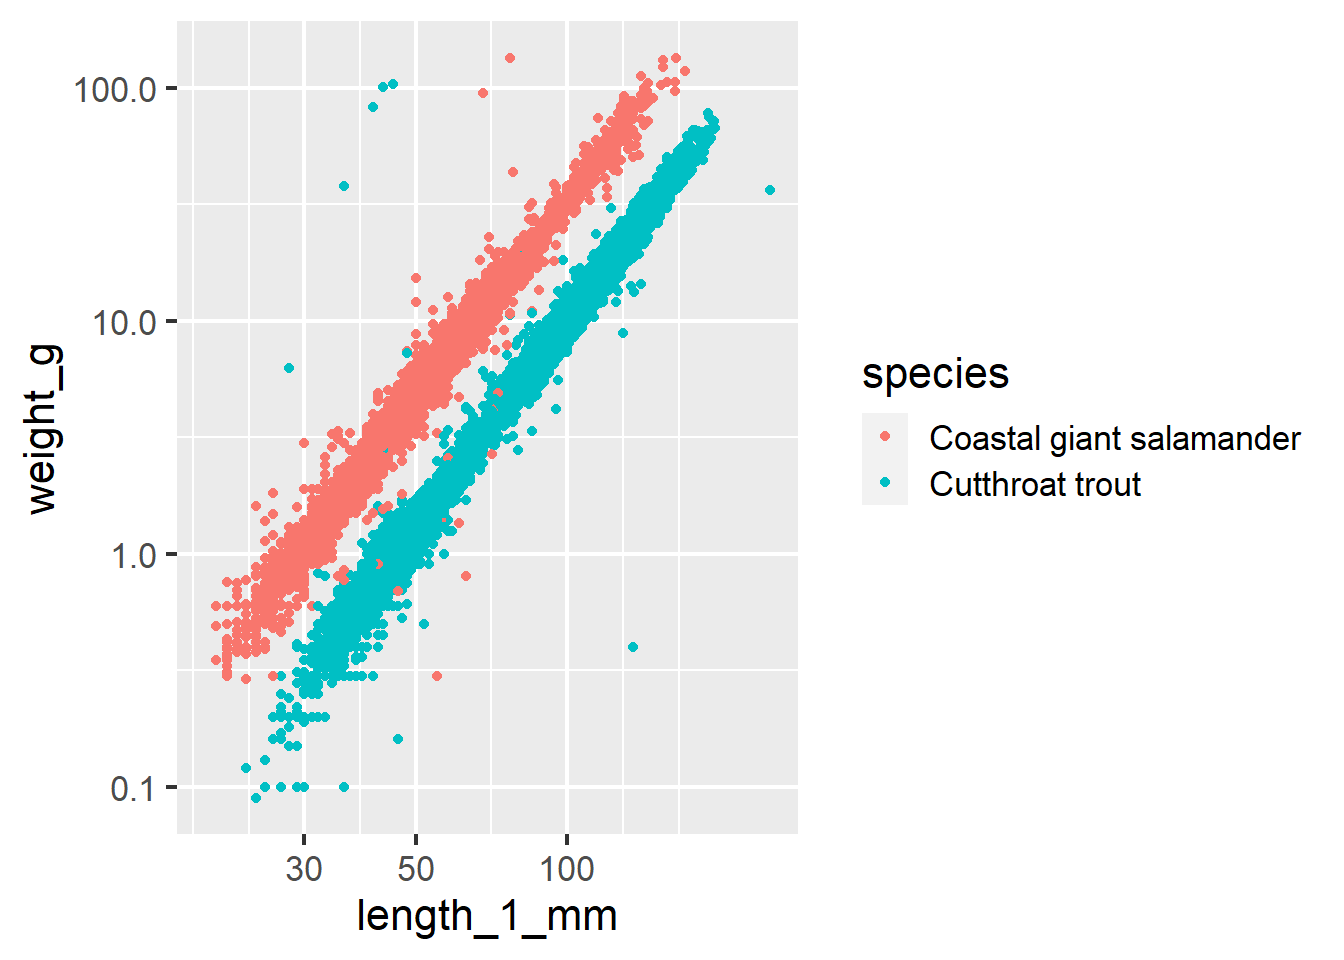 100.0
10.0
1.0
0.1
weight_g
30 50 100
length_1_mm
species
Coastal giant salamander
Cutthroat trout